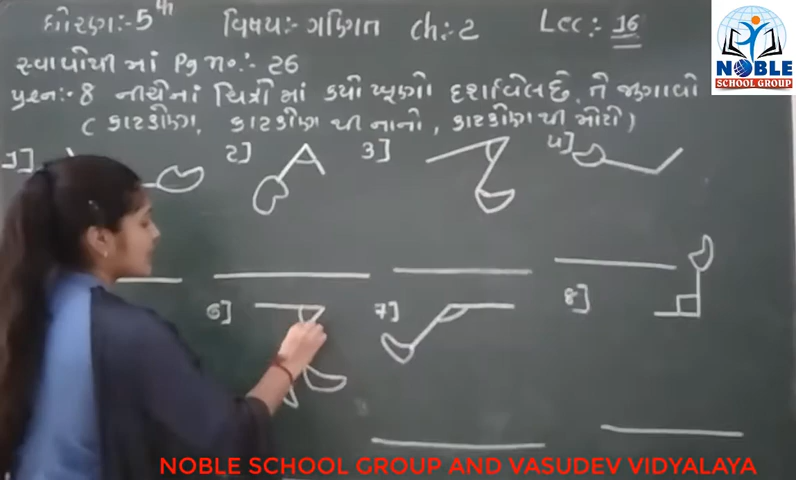 ધોરણ:- 5th વિષય:- ગણિત ch:- 2 Lec:- 16
સ્વાપોથી માં Pg no:- 26
પ્રશ્ન:- 8 નીચેનાં ચિત્રો માં કયો ખૂણો દર્શાવેલ છે, તે જણાવો
( કાટકોણ, કાટકોણ થી નાનો, કાટકોણ થી મોટો )
1] 2] 3] 4]
6] 7] 8]
NOBLE
SCHOOL GROUP
NOBLE SCHOOL GROUP AND VASUDEV VIDYALAYA